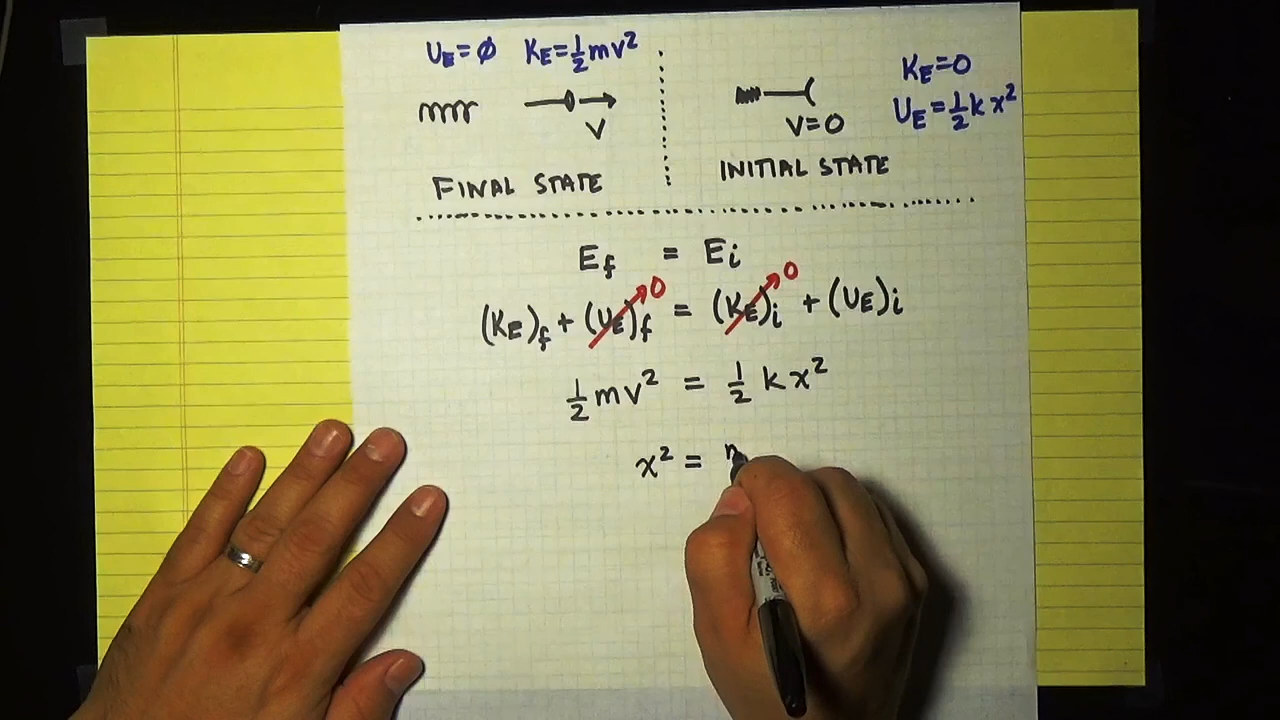 U_E = Ø K_E = ½mv²
V
FINAL STATE
K_E = 0
U_E = ½kx²
V = 0
INITIAL STATE
E_f = E_i
(K_E)_f + (U_E)_f 0 = (K_E)_i 0 + (U_E)_i
½mv² = ½kx²
x² =